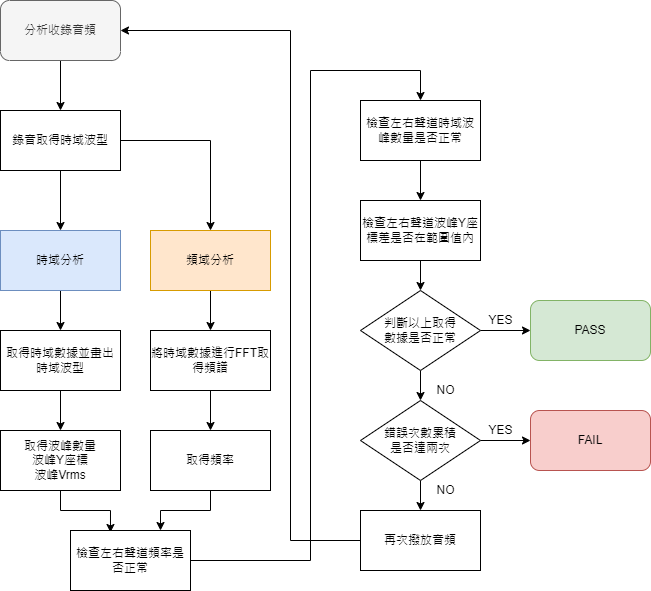 分析收錄音頻
錄音取得時域波型
時域分析
頻域分析
取得時域數據並畫出
時域波型
將時域數據進行FFT取
得頻譜
取得波峰數量
波峰Y座標
波峰Vrms
取得頻率
檢查左右聲道頻率是
否正常
檢查左右聲道時域波
峰數量是否正常
檢查左右聲道波峰Y座
標差是否在範圍值內
判斷以上取得
數據是否正常
YES
PASS
NO
錯誤次數累積
是否達兩次
YES
FAIL
NO
再次撥放音頻